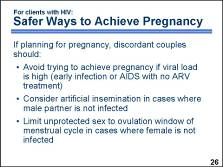 For clients with HIV:
Safer Ways to Achieve Pregnancy
If planning for pregnancy, discordant couples
should:
• Avoid trying to achieve pregnancy if viral load
is high (early infection or AIDS with no ARV
treatment)
• Consider artificial insemination in cases where
male partner is not infected
• Limit unprotected sex to ovulation window of
menstrual cycle in cases where female is not
infected
26